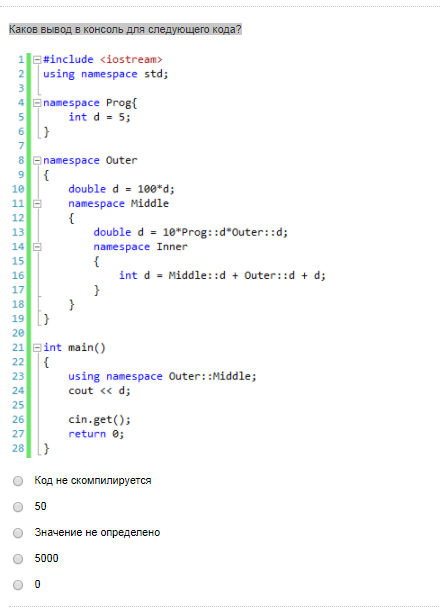 Каков вывод в консоль для следующего кода?
1 #include <iostream>
2 using namespace std;
3
4 namespace Prog{
5 int d = 5;
6 }
7
8 namespace Outer
9 {
10 double d = 100*d;
11 namespace Middle
12 {
13 double d = 10*Prog::d*Outer::d;
14 namespace Inner
15 {
16 int d = Middle::d + Outer::d + d;
17 }
18 }
19 }
20
21 int main()
22 {
23 using namespace Outer::Middle;
24 cout << d;
25
26 cin.get();
27 return 0;
28 }
Код не скомпилируется
50
Значение не определено
5000
0